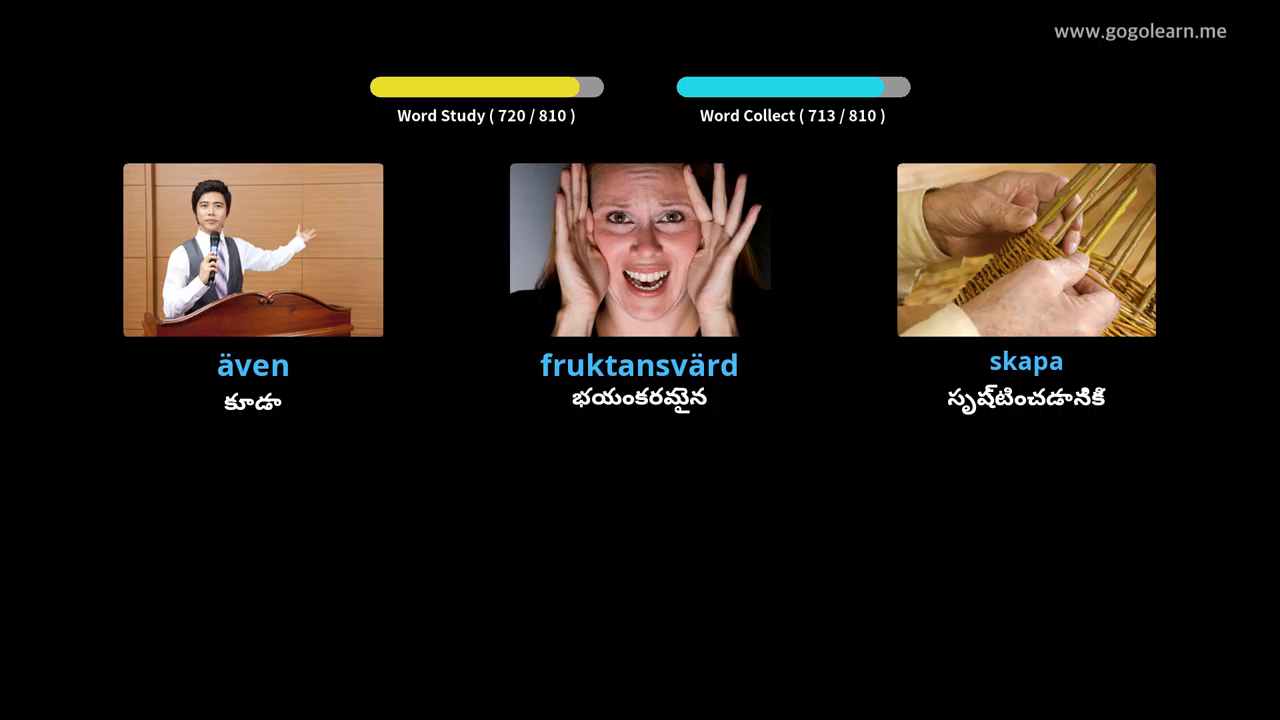 www.gogolearn.me
Word Study ( 720 / 810 )
Word Collect ( 713 / 810 )
även
fruktansvärd
skapa
కూడా
భయంకరమైన
సృష్టించడానికి